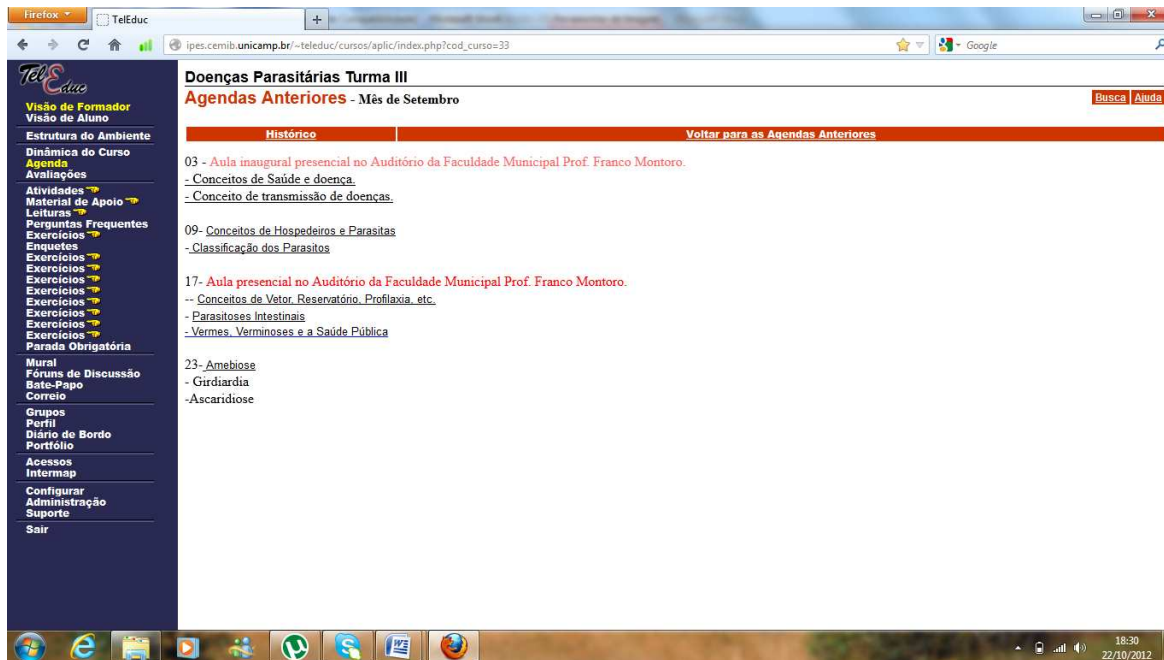 Firefox
TelEduc
+
ipes.cemib.unicamp.br/~teleduc/cursos/aplic/index.php?cod_curso=33
Google
TelEduc
Visão de Formador
Visão de Aluno
Estrutura do Ambiente
Dinâmica do Curso
Agenda
Avaliações
Atividades
Material de Apoio
Leituras
Perguntas Frequentes
Exercícios
Enquetes
Exercícios
Exercícios
Exercícios
Exercícios
Exercícios
Exercícios
Exercícios
Exercícios
Parada Obrigatória
Mural
Fóruns de Discussão
Bate-Papo
Correio
Grupos
Perfil
Diário de Bordo
Portfólio
Acessos
Intermap
Configurar
Administração
Suporte
Sair
Doenças Parasitárias Turma III
Agendas Anteriores - Mês de Setembro
Busca Ajuda
Histórico
Voltar para as Agendas Anteriores
03 - Aula inaugural presencial no Auditório da Faculdade Municipal Prof. Franco Montoro.
- Conceitos de Saúde e doença.
- Conceito de transmissão de doenças.
09- Conceitos de Hospedeiros e Parasitas
- Classificação dos Parasitos
17- Aula presencial no Auditório da Faculdade Municipal Prof. Franco Montoro.
-- Conceitos de Vetor, Reservatório, Profilaxia, etc.
- Parasitoses Intestinais
- Vermes, Verminoses e a Saúde Pública
23- Amebiose
- Girdiardia
-Ascaridiose
18:30
22/10/2012